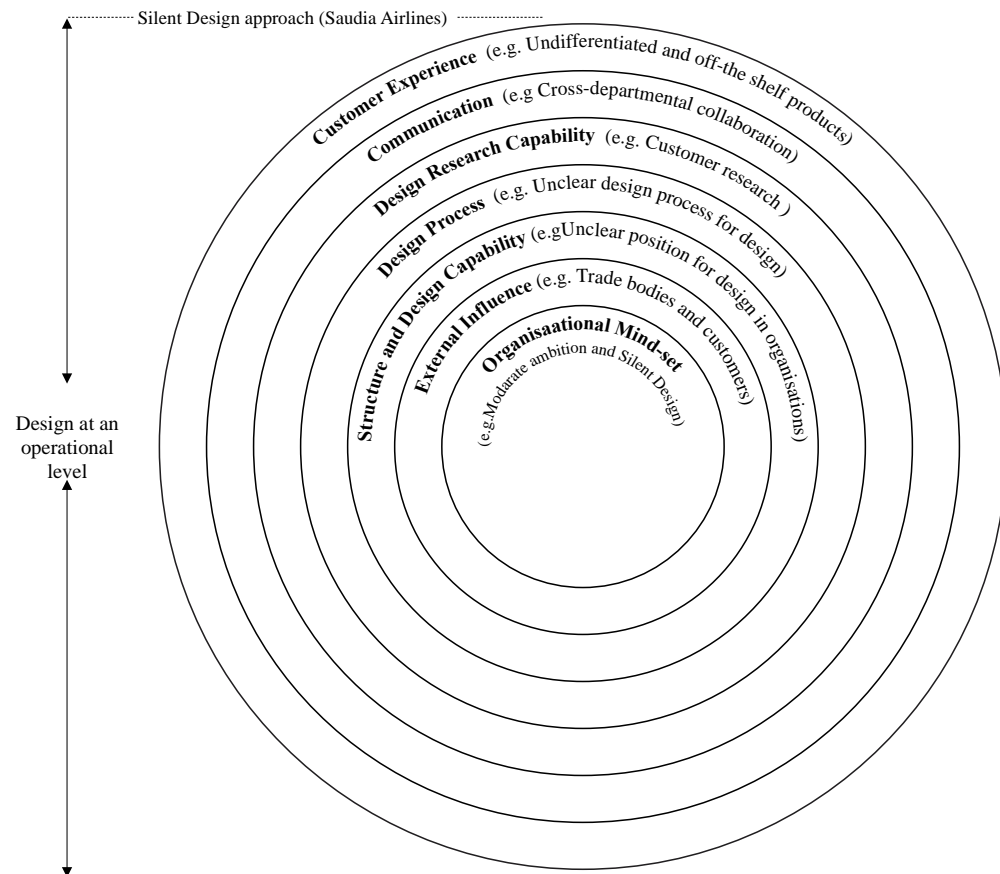 Silent Design approach (Saudia Airlines)
Customer Experience (e.g. Undifferentiated and off-the shelf products)
Communication (e.g Cross-departmental collaboration)
Design Research Capability (e.g. Customer research )
Design Process (e.g. Unclear design process for design)
Structure and Design Capability (e.gUnclear position for design in organisations)
External Influence (e.g. Trade bodies and customers)
Organisaational Mind-set
(e.g.Modarate ambition and Silent Design)
Design at an
operational
level